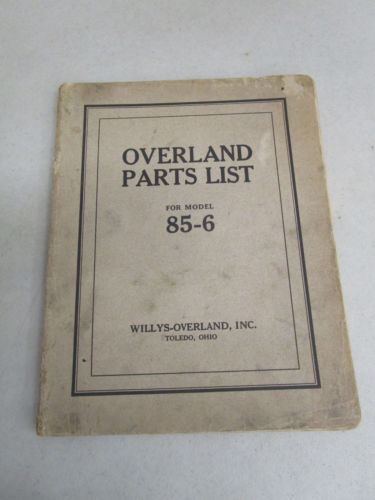 OVERLAND
PARTS LIST
FOR MODEL
85-6
WILLYS-OVERLAND, INC.
TOLEDO, OHIO